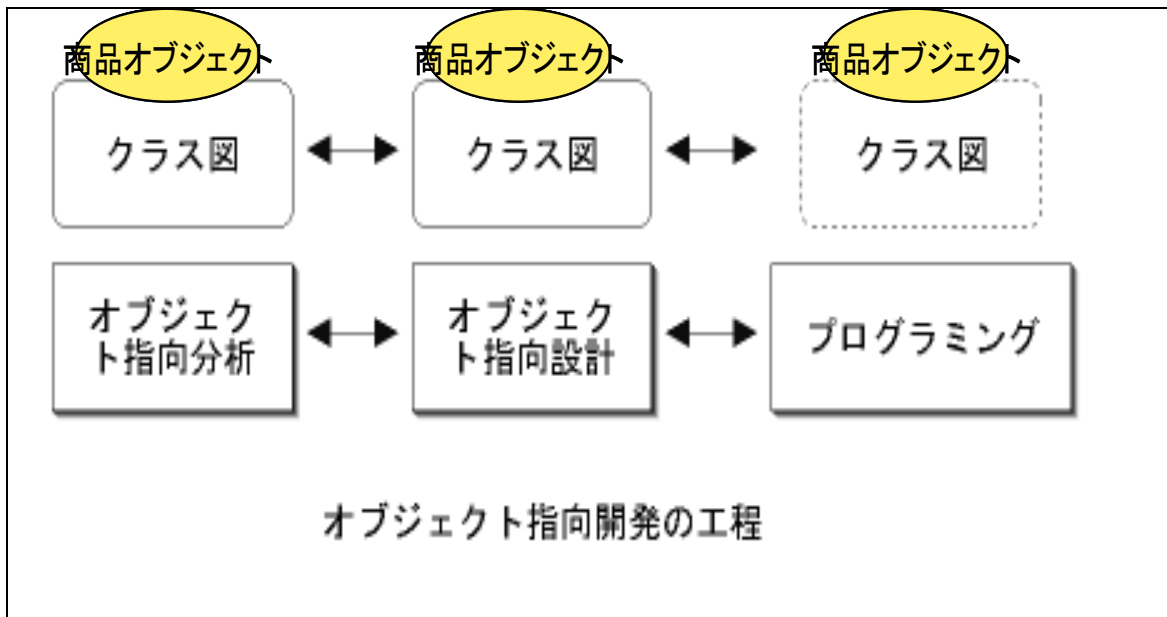 商品オブジェクト
商品オブジェクト
商品オブジェクト
クラス図
クラス図
クラス図
オブジェク
ト指向分析
オブジェク
ト指向設計
プログラミング
オブジェクト指向開発の工程